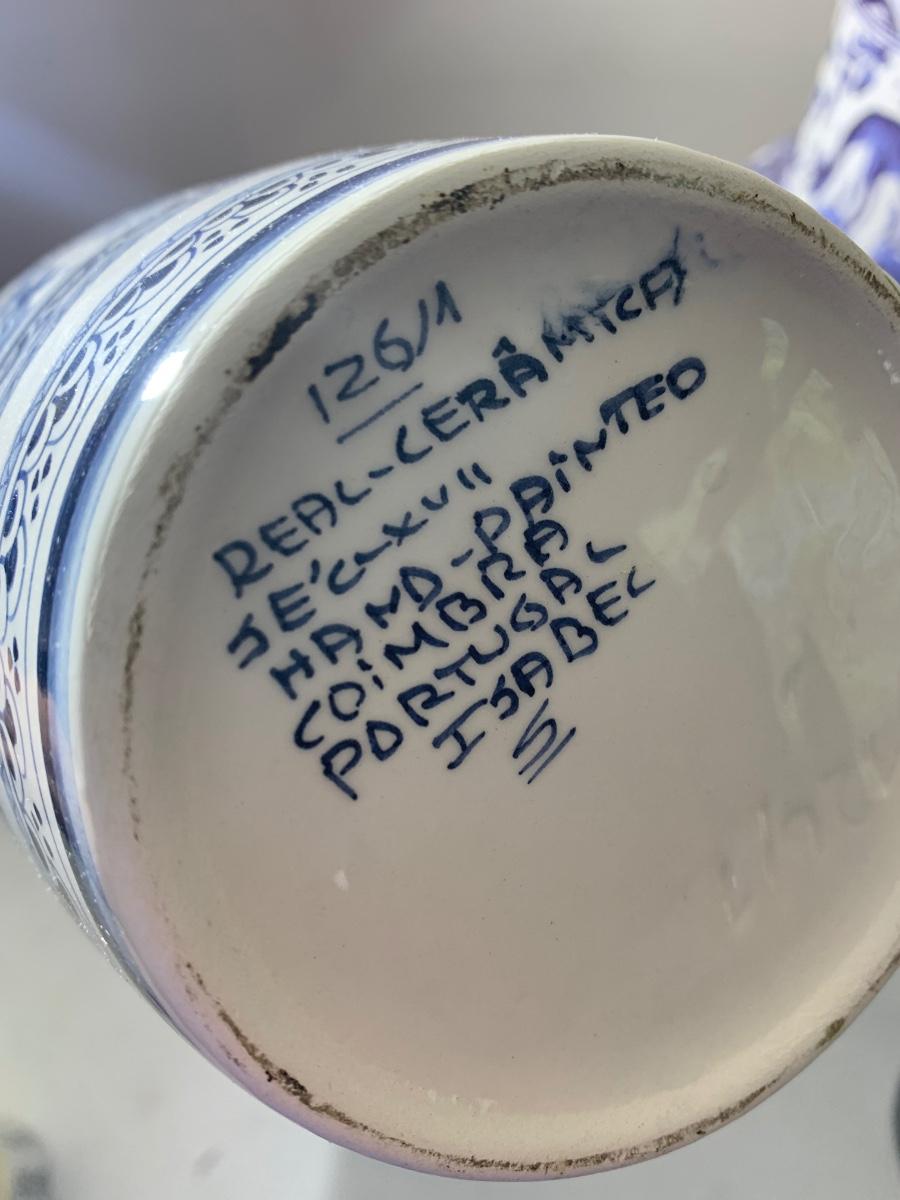 126/1
REAL-CERÂMICA
SÉC-XVII
HAND-PAiNTED
COiMBRA
PORTUGAL
ISABEL
S